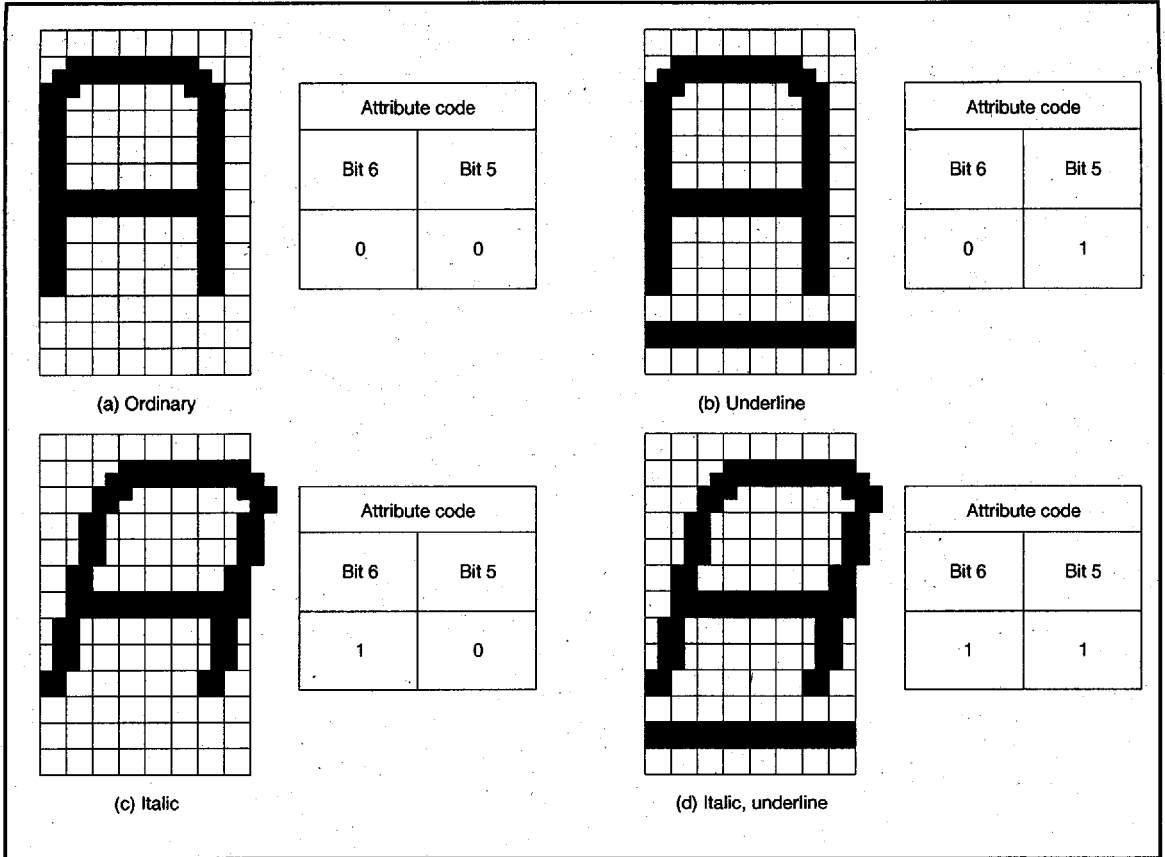 Attribute code
Bit 6 Bit 5
0 0
(a) Ordinary
Attribute code
Bit 6 Bit 5
0 1
(b) Underline
Attribute code
Bit 6 Bit 5
1 0
(c) Italic
Attribute code
Bit 6 Bit 5
1 1
(d) Italic, underline